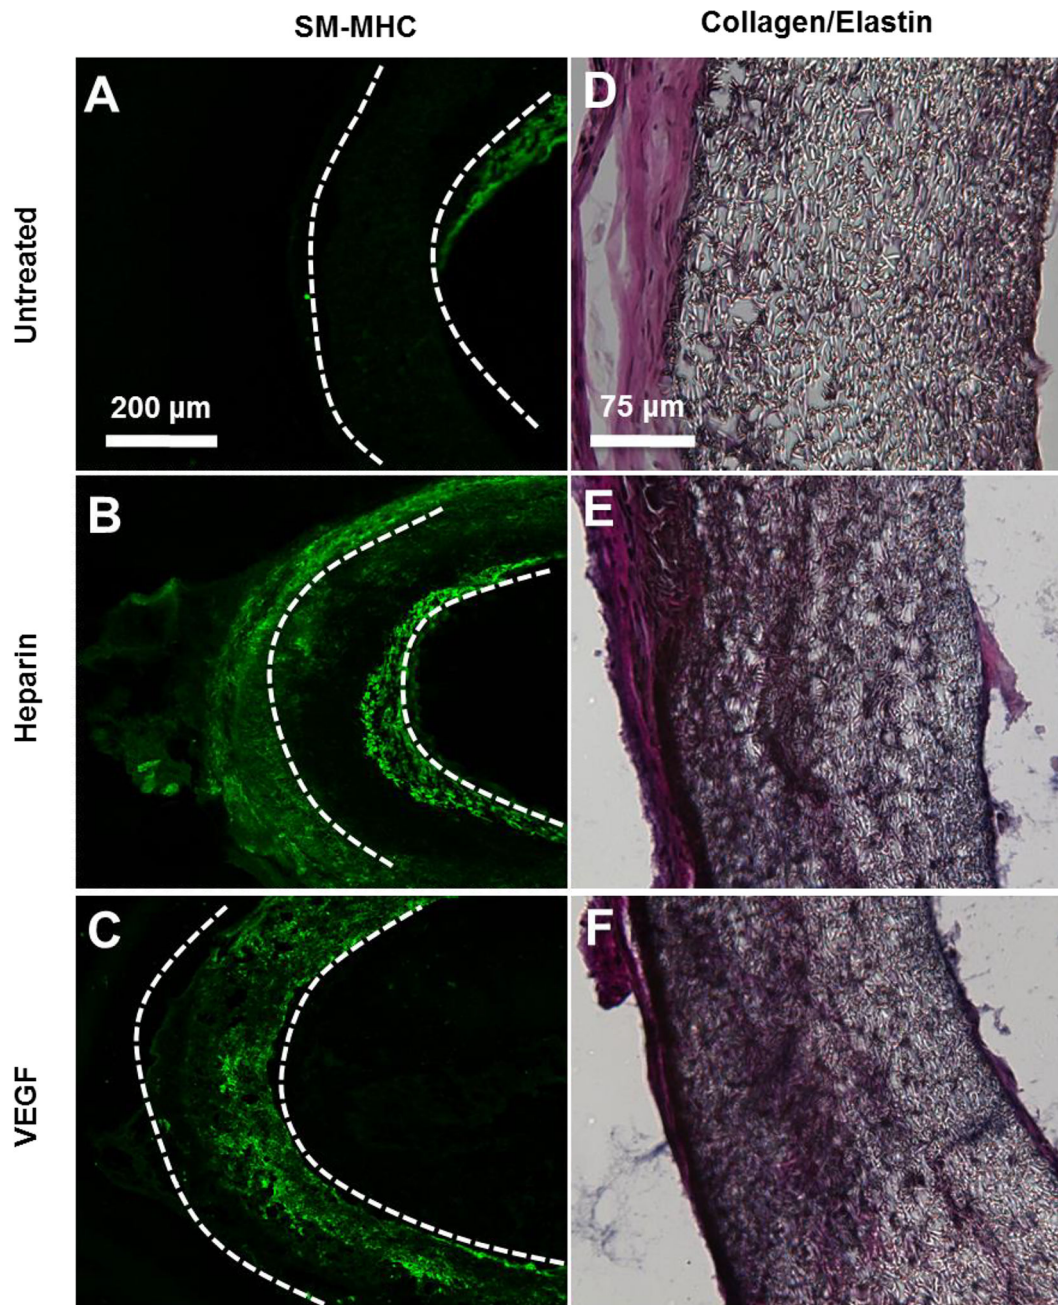 SM-MHC
Collagen/Elastin
Untreated
A
200 µm
D
75 µm
Heparin
B
E
VEGF
C
F